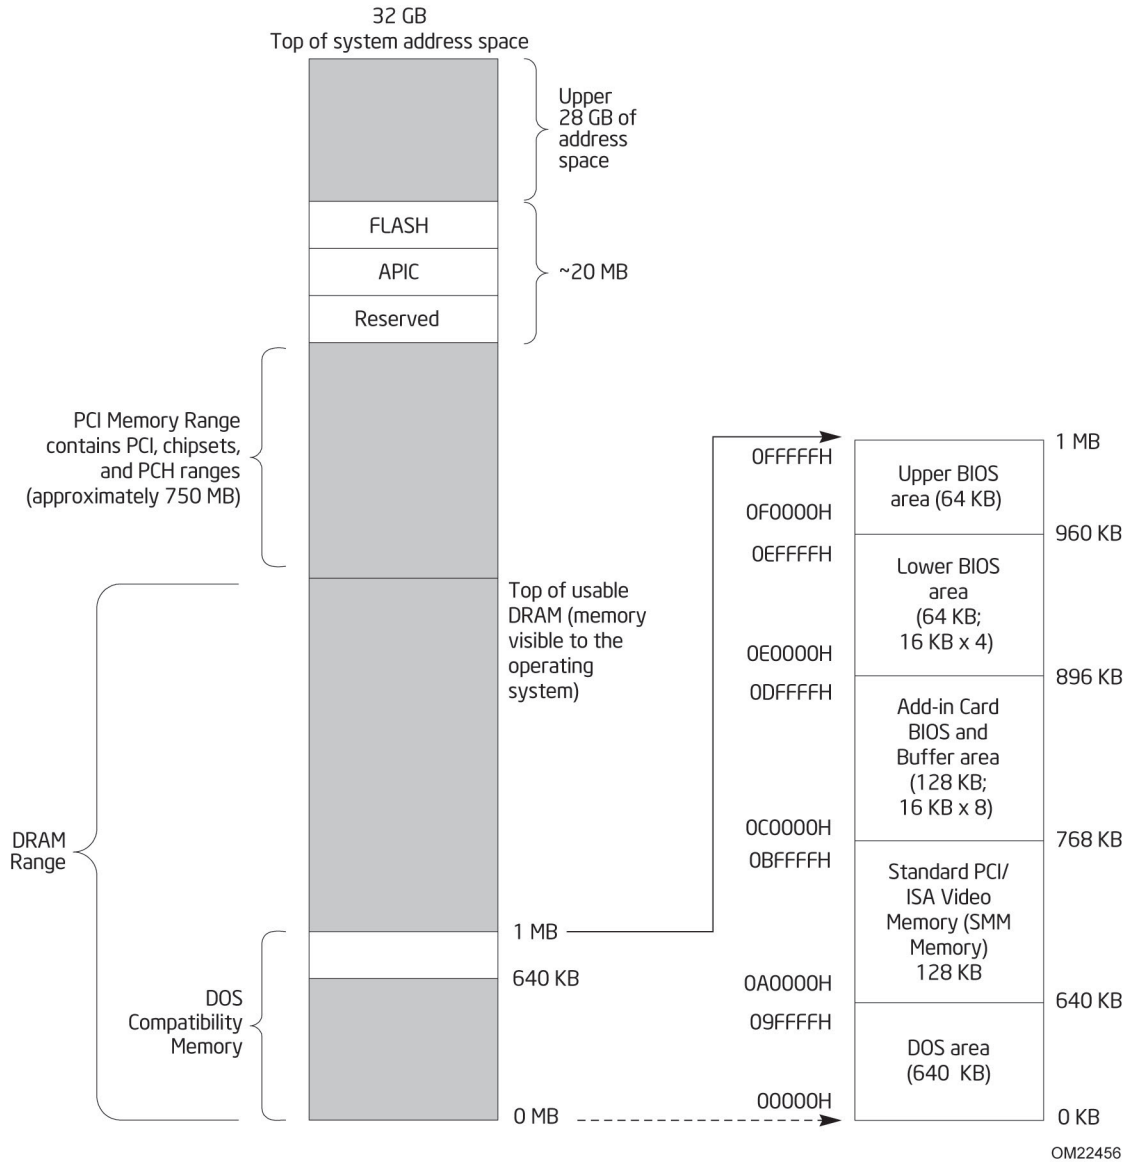 32 GB
Top of system address space
Upper
28 GB of
address
space
FLASH
APIC
Reserved
~20 MB
PCI Memory Range
contains PCI, chipsets,
and PCH ranges
(approximately 750 MB)
Top of usable
DRAM (memory
visible to the
operating
system)
DRAM
Range
1 MB
640 KB
DOS
Compatibility
Memory
0 MB
0FFFFFH
0F0000H
0EFFFFH
0E0000H
0DFFFFH
0C0000H
0BFFFFH
0A0000H
09FFFFH
00000H
Upper BIOS
area (64 KB)
Lower BIOS
area
(64 KB;
16 KB x 4)
Add-in Card
BIOS and
Buffer area
(128 KB;
16 KB x 8)
Standard PCI/
ISA Video
Memory (SMM
Memory)
128 KB
DOS area
(640 KB)
1 MB
960 KB
896 KB
768 KB
640 KB
0 KB
OM22456